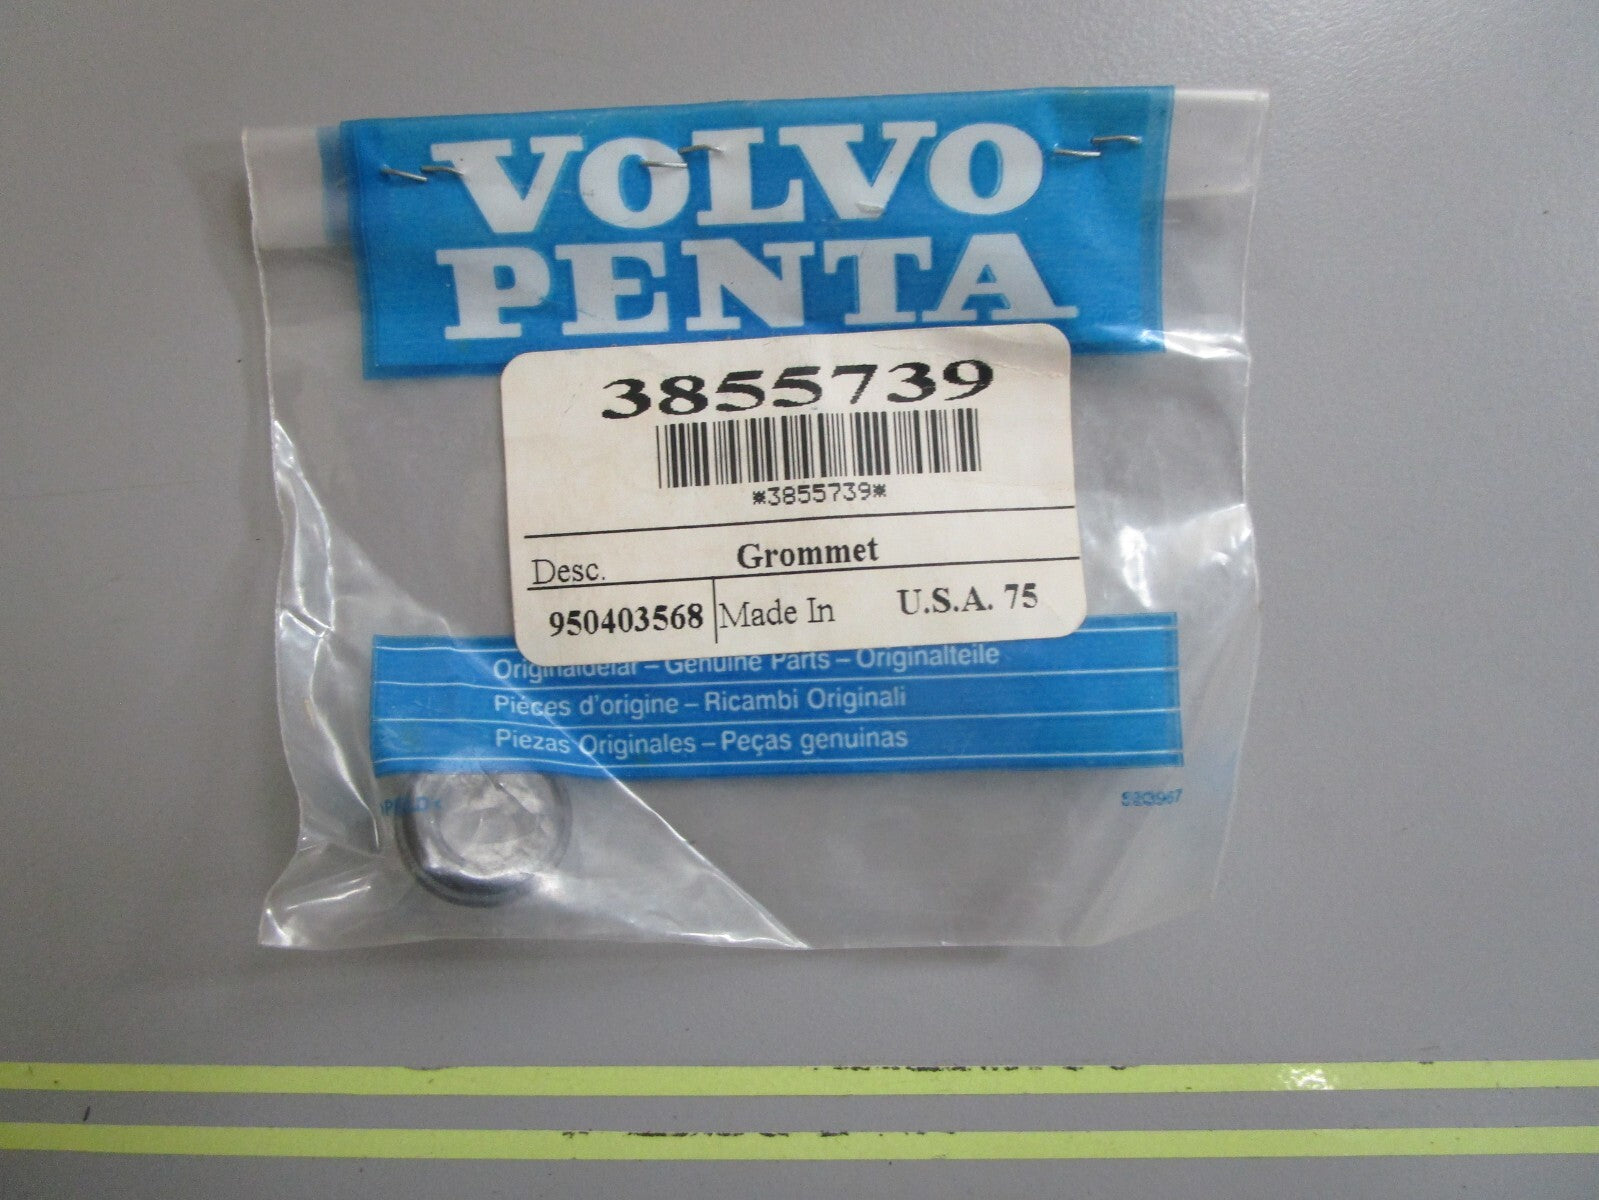 VOLVO
PENTA
3855739
*3855739*
Desc. Grommet
950403568 Made In U.S.A. 75
Originaldelar – Genuine Parts – Originalteile
Pièces d'origine – Ricambi Originali
Piezas Originales – Peças genuinas